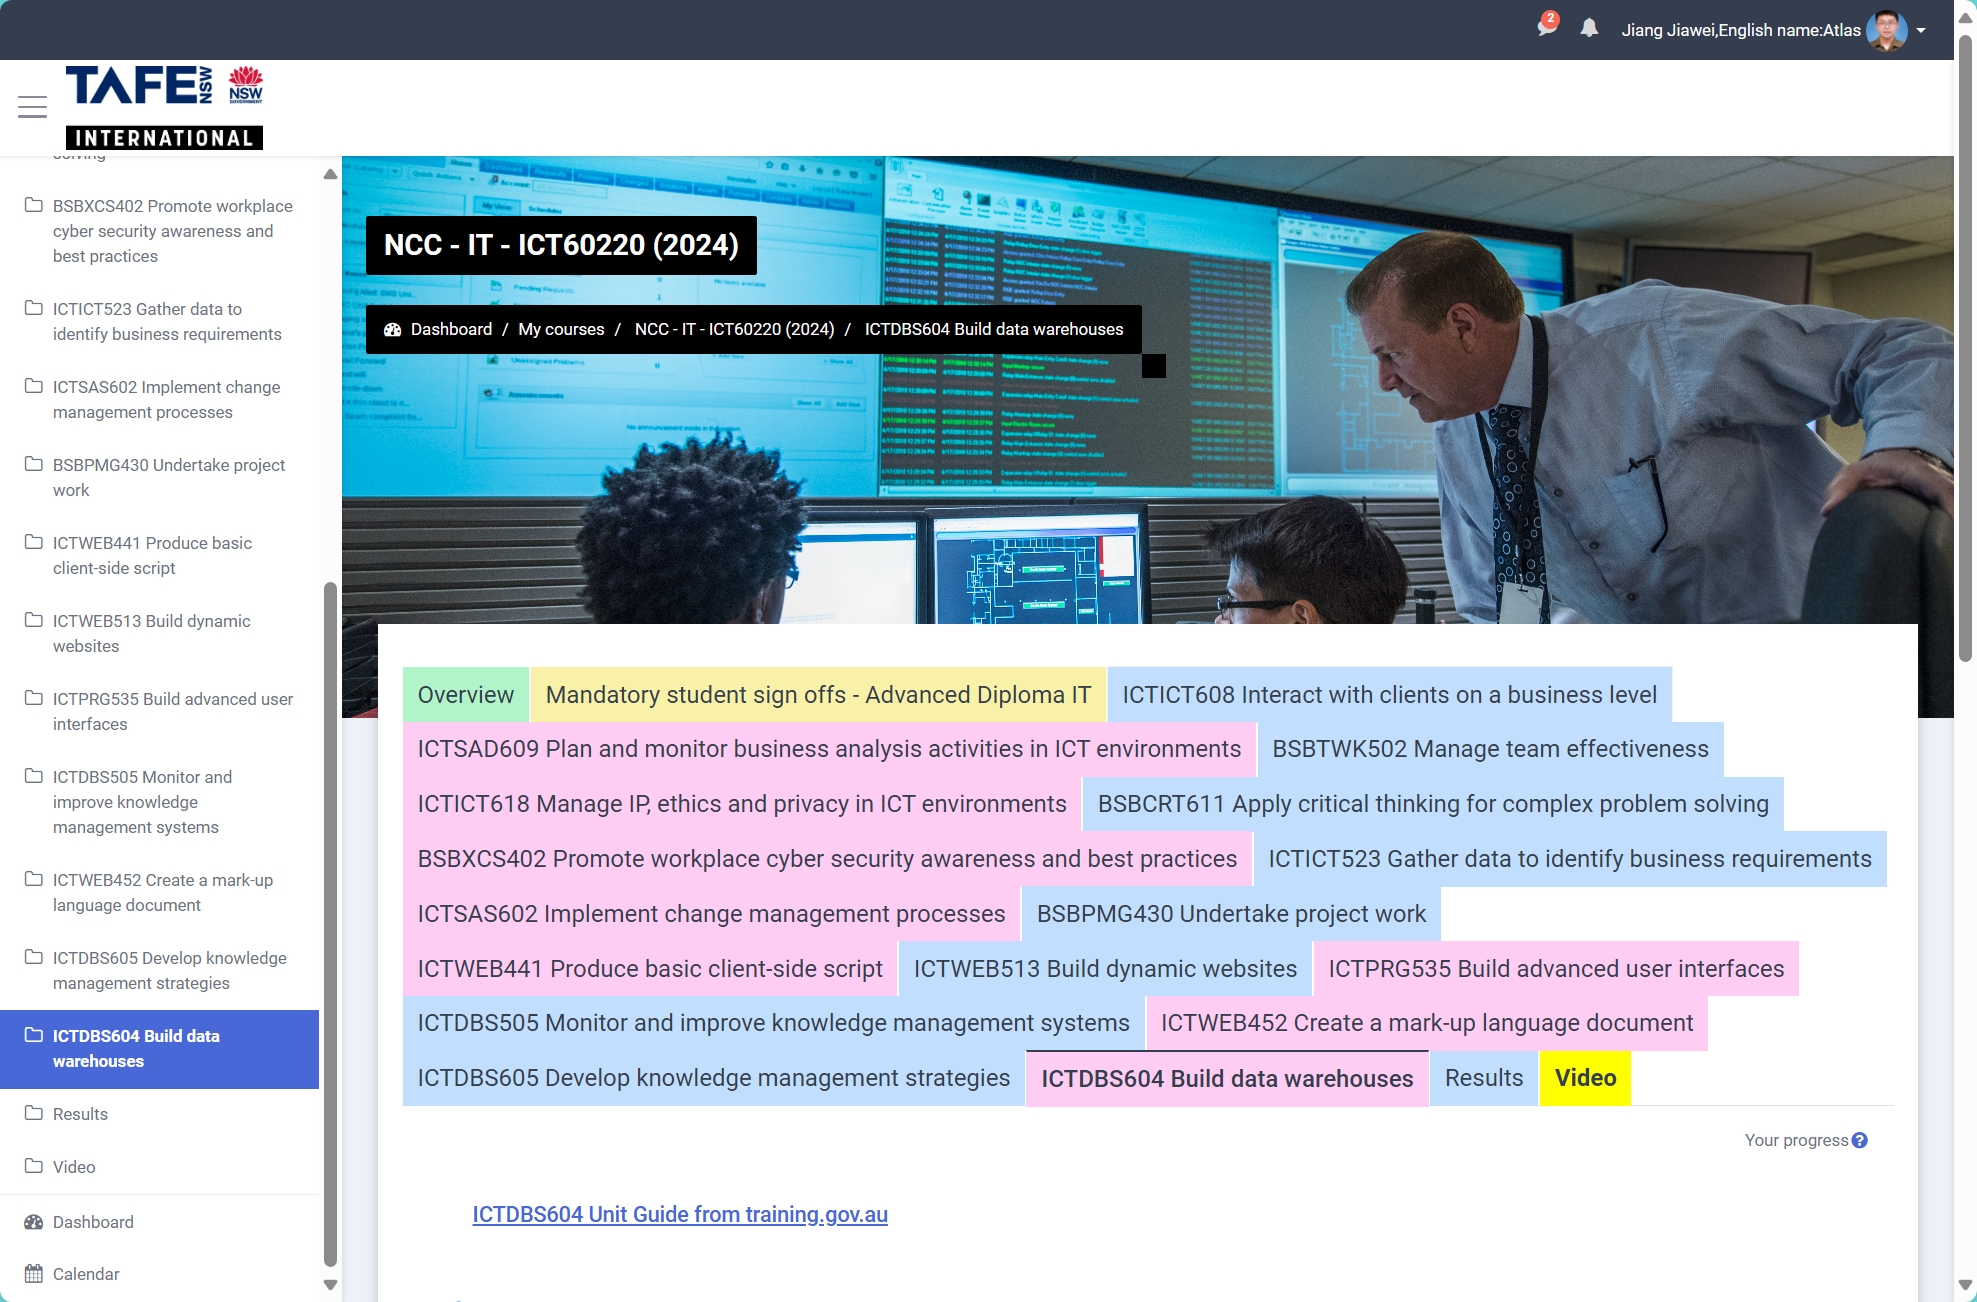 2
Jiang Jiawei,English name:Atlas
TAFE NSW
NSW
GOVERNMENT
INTERNATIONAL
solving
BSBXCS402 Promote workplace
cyber security awareness and
best practices
ICTICT523 Gather data to
identify business requirements
ICTSAS602 Implement change
management processes
BSBPMG430 Undertake project
work
ICTWEB441 Produce basic
client-side script
ICTWEB513 Build dynamic
websites
ICTPRG535 Build advanced user
interfaces
ICTDBS505 Monitor and
improve knowledge
management systems
ICTWEB452 Create a mark-up
language document
ICTDBS605 Develop knowledge
management strategies
ICTDBS604 Build data
warehouses
Results
Video
Dashboard
Calendar
NCC - IT - ICT60220 (2024)
Dashboard / My courses / NCC - IT - ICT60220 (2024) / ICTDBS604 Build data warehouses
Overview Mandatory student sign offs - Advanced Diploma IT ICTICT608 Interact with clients on a business level
ICTSAD609 Plan and monitor business analysis activities in ICT environments BSBTWK502 Manage team effectiveness
ICTICT618 Manage IP, ethics and privacy in ICT environments BSBCRT611 Apply critical thinking for complex problem solving
BSBXCS402 Promote workplace cyber security awareness and best practices ICTICT523 Gather data to identify business requirements
ICTSAS602 Implement change management processes BSBPMG430 Undertake project work
ICTWEB441 Produce basic client-side script ICTWEB513 Build dynamic websites ICTPRG535 Build advanced user interfaces
ICTDBS505 Monitor and improve knowledge management systems ICTWEB452 Create a mark-up language document
ICTDBS605 Develop knowledge management strategies ICTDBS604 Build data warehouses Results Video
Your progress
ICTDBS604 Unit Guide from training.gov.au